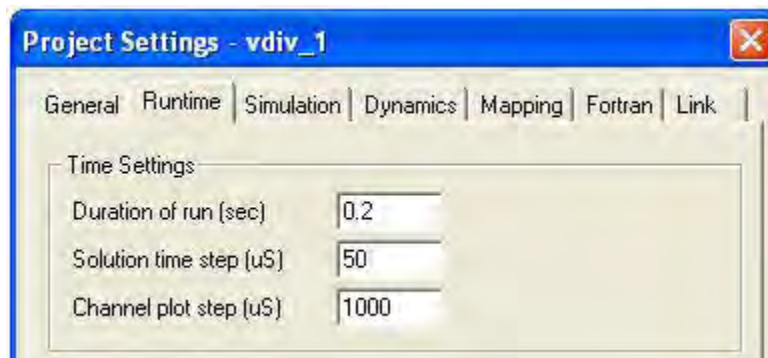 Project Settings - vdiv_1
General Runtime Simulation Dynamics Mapping Fortran Link
Time Settings
Duration of run (sec) 0.2
Solution time step (uS) 50
Channel plot step (uS) 1000